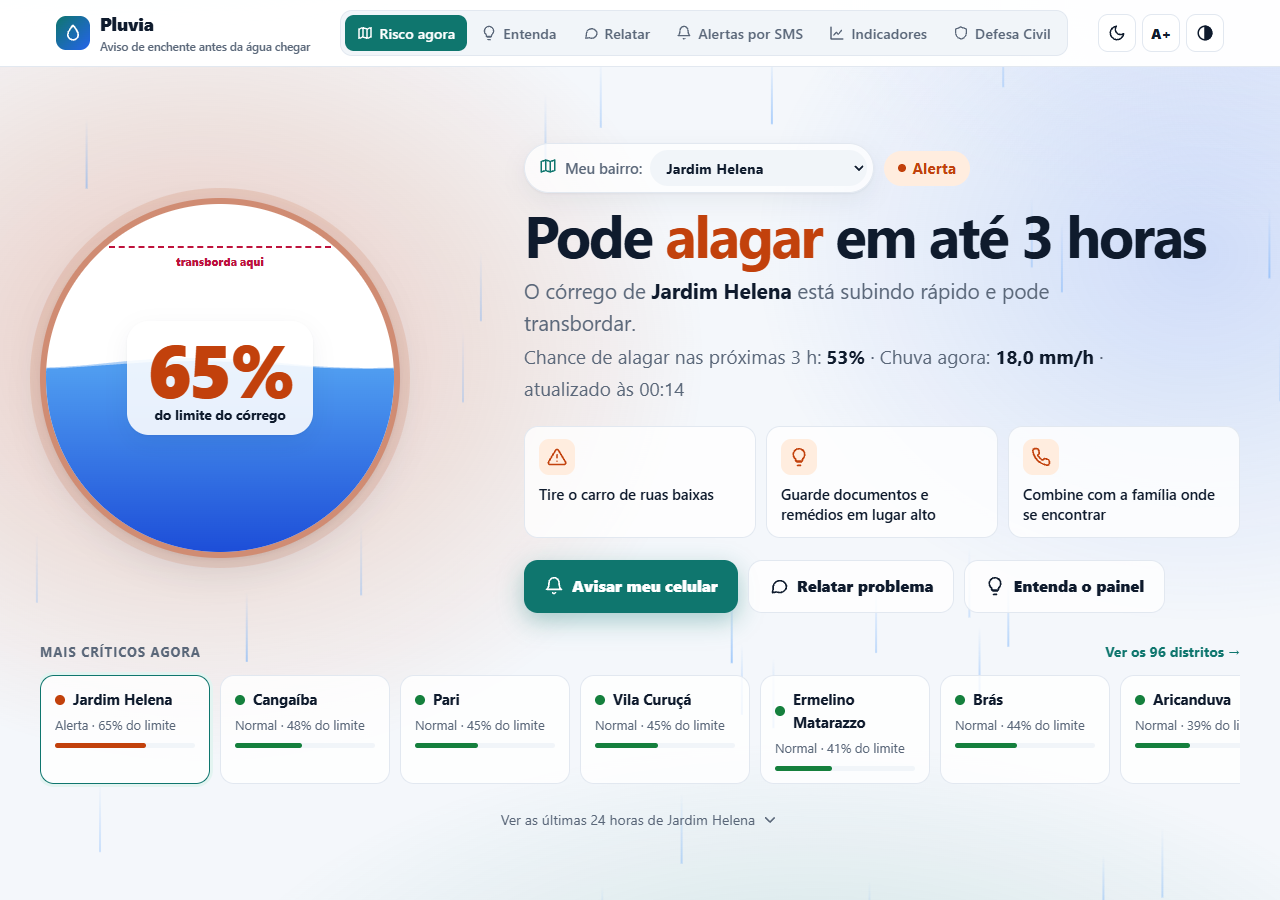 Pluvia
Aviso de enchente antes da água chegar
Risco agora
Entenda
Relatar
Alertas por SMS
Indicadores
Defesa Civil
A+
Meu bairro: Jardim Helena
Alerta
Pode alagar em até 3 horas
O córrego de Jardim Helena está subindo rápido e pode
transbordar.
Chance de alagar nas próximas 3 h: 53% · Chuva agora: 18,0 mm/h ·
atualizado às 00:14
transborda aqui
65%
do limite do córrego
Tire o carro de ruas baixas
Guarde documentos e
remédios em lugar alto
Combine com a família onde
se encontrar
Avisar meu celular
Relatar problema
Entenda o painel
MAIS CRÍTICOS AGORA
Ver os 96 distritos →
Jardim Helena
Alerta · 65% do limite
Cangaíba
Normal · 48% do limite
Pari
Normal · 45% do limite
Vila Curuçá
Normal · 45% do limite
Ermelino
Matarazzo
Normal · 41% do limite
Brás
Normal · 44% do limite
Aricanduva
Normal · 39% do li
Ver as últimas 24 horas de Jardim Helena